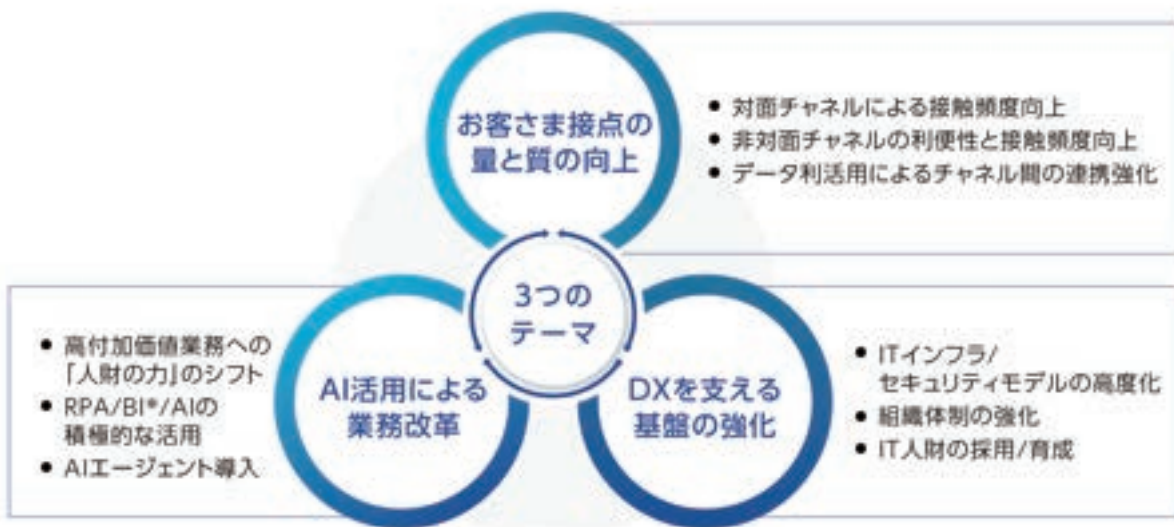 お客さま接点の
量と質の向上
• 対面チャネルによる接触頻度向上
• 非対面チャネルの利便性と接触頻度向上
• データ利活用によるチャネル間の連携強化
3つの
テーマ
• 高付加価値業務への
「人財の力」のシフト
• RPA/BI*/AIの
積極的な活用
• AIエージェント導入
AI活用による
業務改革
DXを支える
基盤の強化
• ITインフラ/
セキュリティモデルの高度化
• 組織体制の強化
• IT人財の採用/育成